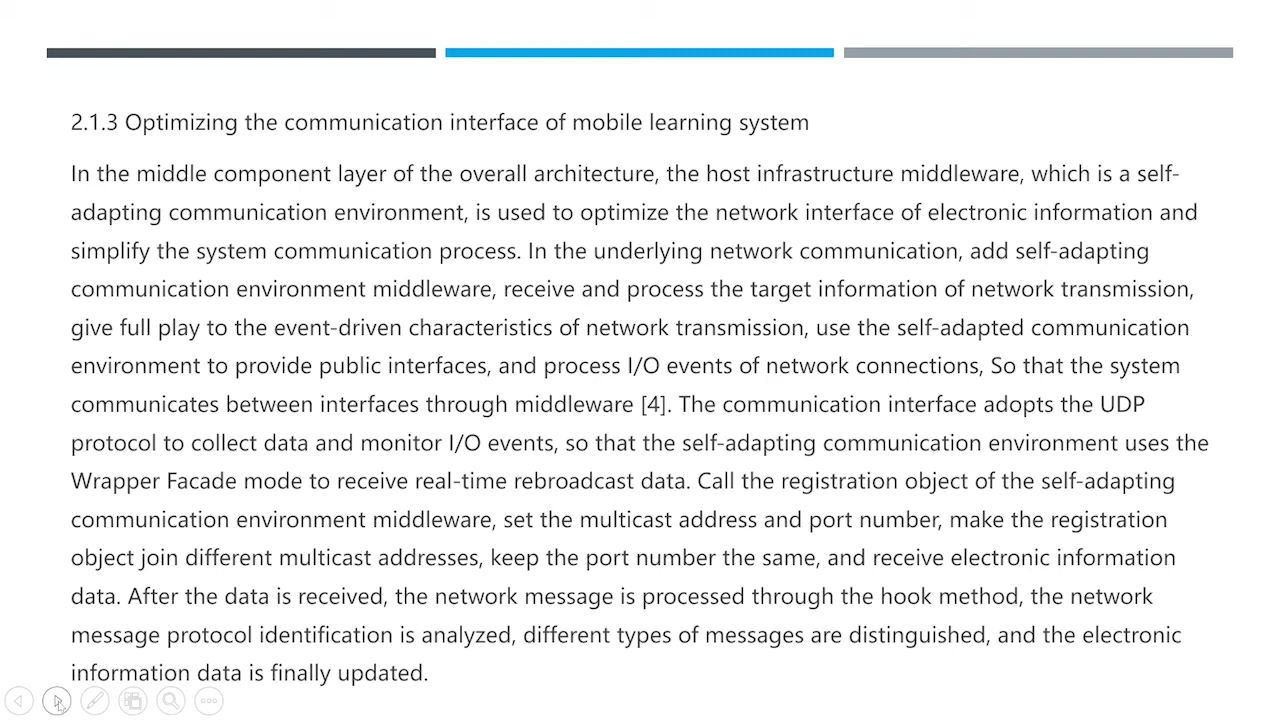 2.1.3 Optimizing the communication interface of mobile learning system
In the middle component layer of the overall architecture, the host infrastructure middleware, which is a self-
adapting communication environment, is used to optimize the network interface of electronic information and
simplify the system communication process. In the underlying network communication, add self-adapting
communication environment middleware, receive and process the target information of network transmission,
give full play to the event-driven characteristics of network transmission, use the self-adapted communication
environment to provide public interfaces, and process I/O events of network connections, So that the system
communicates between interfaces through middleware [4]. The communication interface adopts the UDP
protocol to collect data and monitor I/O events, so that the self-adapting communication environment uses the
Wrapper Facade mode to receive real-time rebroadcast data. Call the registration object of the self-adapting
communication environment middleware, set the multicast address and port number, make the registration
object join different multicast addresses, keep the port number the same, and receive electronic information
data. After the data is received, the network message is processed through the hook method, the network
message protocol identification is analyzed, different types of messages are distinguished, and the electronic
information data is finally updated.